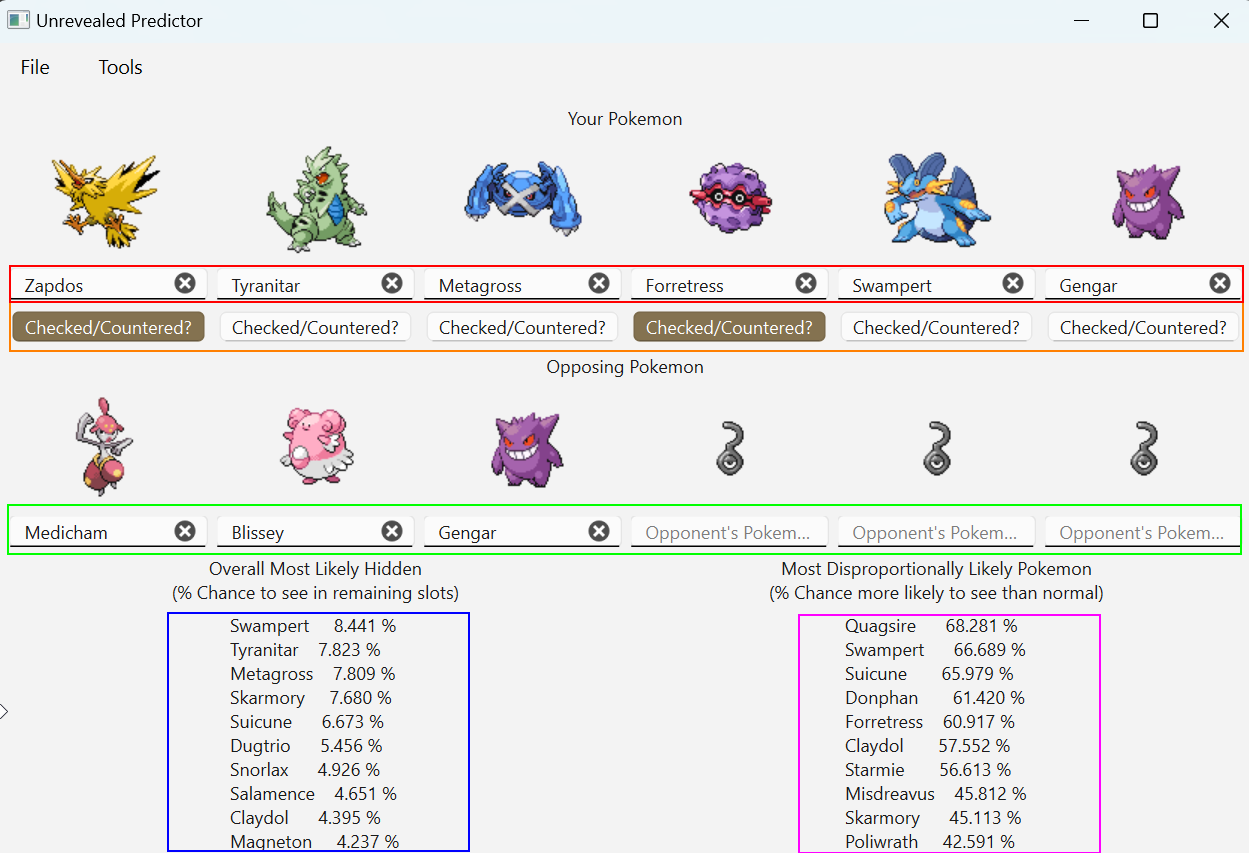 Unrevealed Predictor
File Tools
Your Pokemon
Zapdos Tyranitar Metagross Forretress Swampert Gengar
Checked/Countered? Checked/Countered? Checked/Countered? Checked/Countered? Checked/Countered? Checked/Countered?
Opposing Pokemon
Medicham Blissey Gengar Opponent's Pokem... Opponent's Pokem... Opponent's Pokem...
Overall Most Likely Hidden
(% Chance to see in remaining slots)
Swampert 8.441 %
Tyranitar 7.823 %
Metagross 7.809 %
Skarmory 7.680 %
Suicune 6.673 %
Dugtrio 5.456 %
Snorlax 4.926 %
Salamence 4.651 %
Claydol 4.395 %
Magneton 4.237 %
Most Disproportionally Likely Pokemon
(% Chance more likely to see than normal)
Quagsire 68.281 %
Swampert 66.689 %
Suicune 65.979 %
Donphan 61.420 %
Forretress 60.917 %
Claydol 57.552 %
Starmie 56.613 %
Misdreavus 45.812 %
Skarmory 45.113 %
Poliwrath 42.591 %